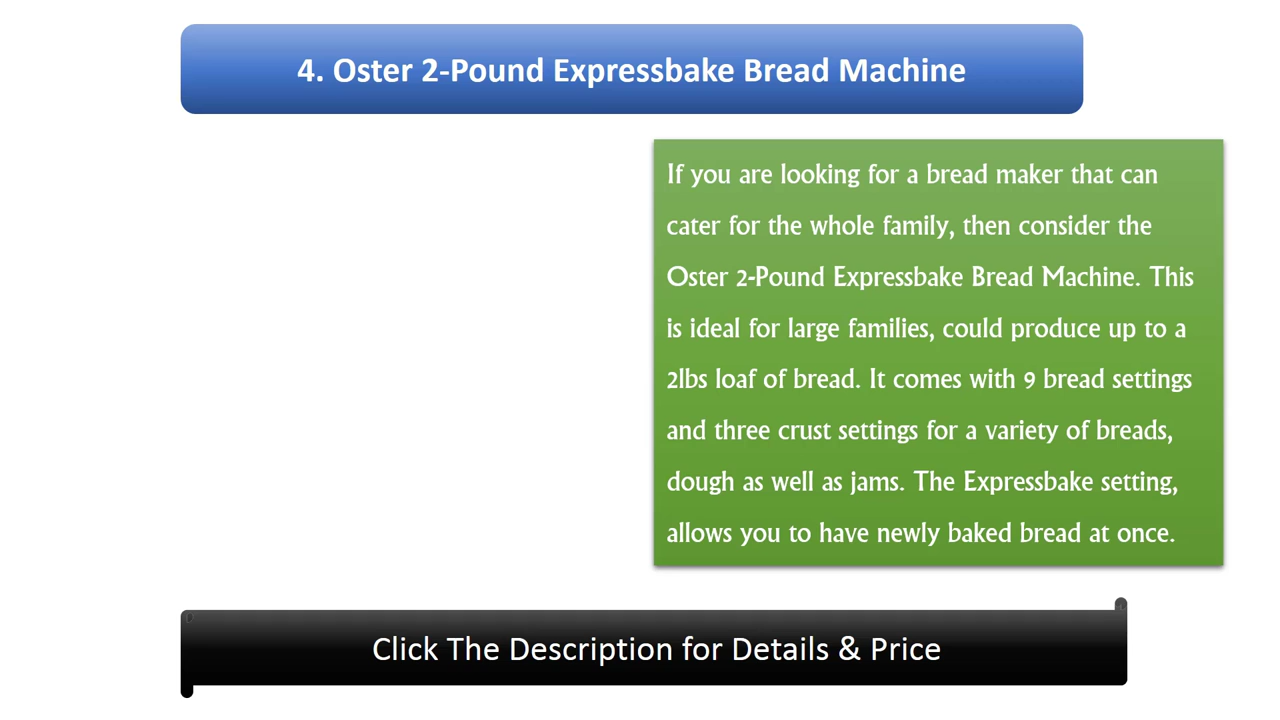 4. Oster 2-Pound Expressbake Bread Machine
If you are looking for a bread maker that can
cater for the whole family, then consider the
Oster 2-Pound Expressbake Bread Machine. This
is ideal for large families, could produce up to a
2lbs loaf of bread. It comes with 9 bread settings
and three crust settings for a variety of breads,
dough as well as jams. The Expressbake setting,
allows you to have newly baked bread at once.
Click The Description for Details & Price